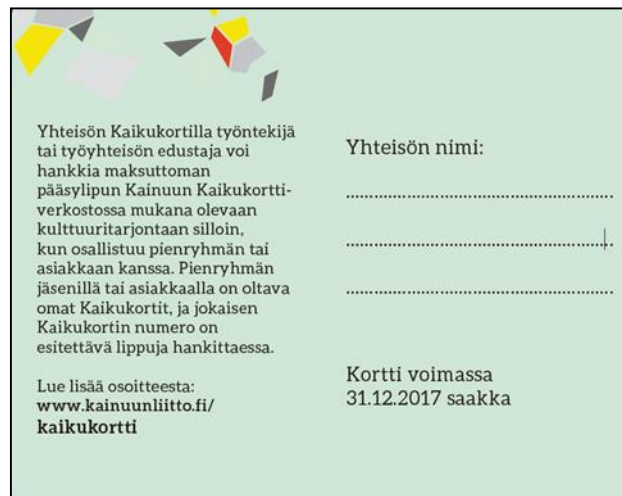 Yhteisön Kaikukortilla työntekijä
tai työyhteisön edustaja voi
hankkia maksuttoman
pääsylipun Kainuun Kaikukortti-
verkostossa mukana olevaan
kulttuuritarjontaan silloin,
kun osallistuu pienryhmän tai
asiakkaan kanssa. Pienryhmän
jäsenillä tai asiakkaalla on oltava
omat Kaikukortit, ja jokaisen
Kaikukortin numero on
esitettävä lippuja hankittaessa.
Lue lisää osoitteesta:
www.kainuunliitto.fi/
kaikukortti
Yhteisön nimi:
Kortti voimassa
31.12.2017 saakka